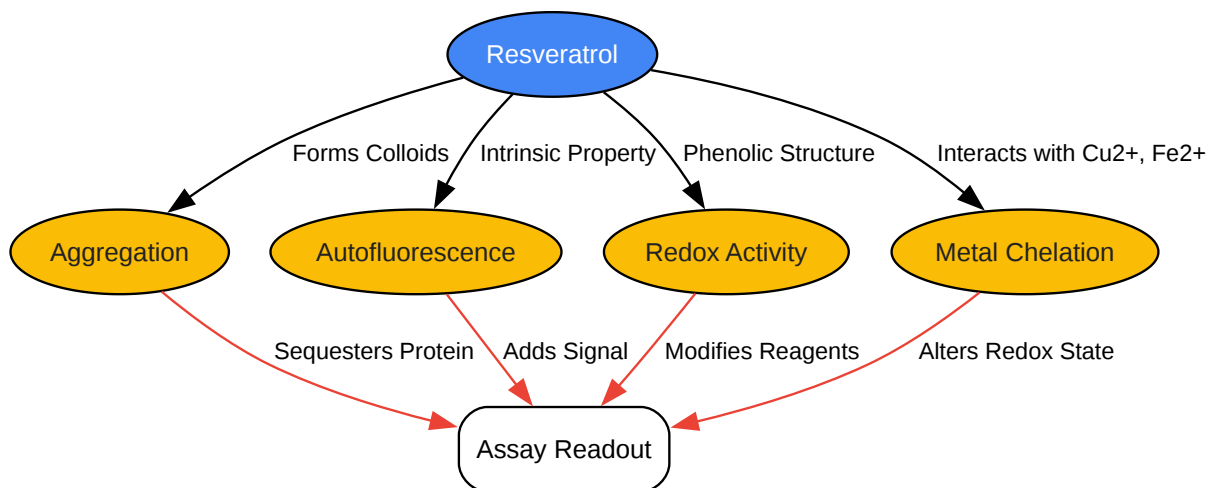 Resveratrol
Forms Colloids
Intrinsic Property
Phenolic Structure
Interacts with Cu2+, Fe2+
Aggregation
Autofluorescence
Redox Activity
Metal Chelation
Sequesters Protein
Adds Signal
Modifies Reagents
Alters Redox State
Assay Readout